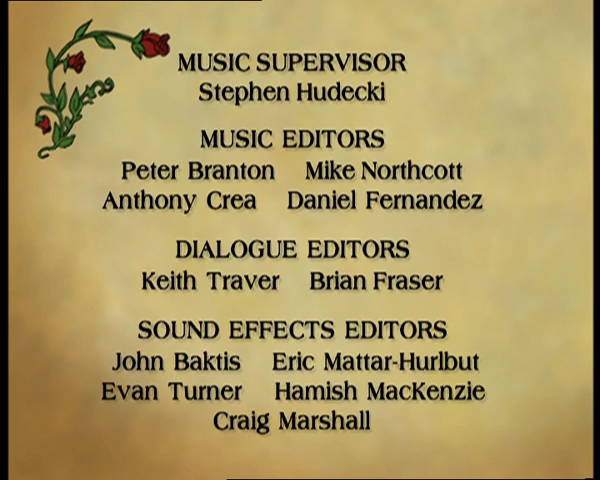 MUSIC SUPERVISOR
Stephen Hudecki
MUSIC EDITORS
Peter Branton Mike Northcott
Anthony Crea Daniel Fernandez
DIALOGUE EDITORS
Keith Traver Brian Fraser
SOUND EFFECTS EDITORS
John Baktis Eric Mattar-Hurlbut
Evan Turner Hamish MacKenzie
Craig Marshall